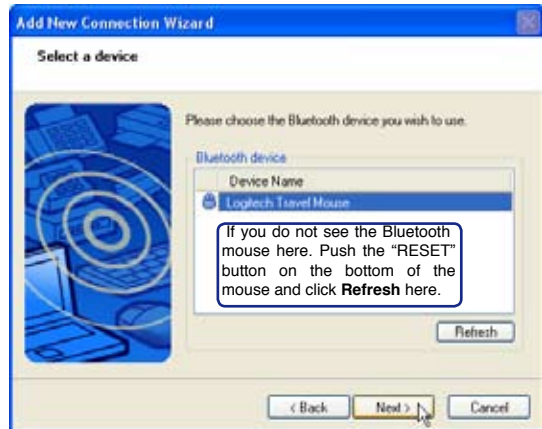 Add New Connection Wizard
Select a device
Please choose the Bluetooth device you wish to use.
Bluetooth device
Device Name
Logitech Travel Mouse
If you do not see the Bluetooth
mouse here. Push the “RESET”
button on the bottom of the
mouse and click Refresh here.
Refresh
< Back Next > Cancel